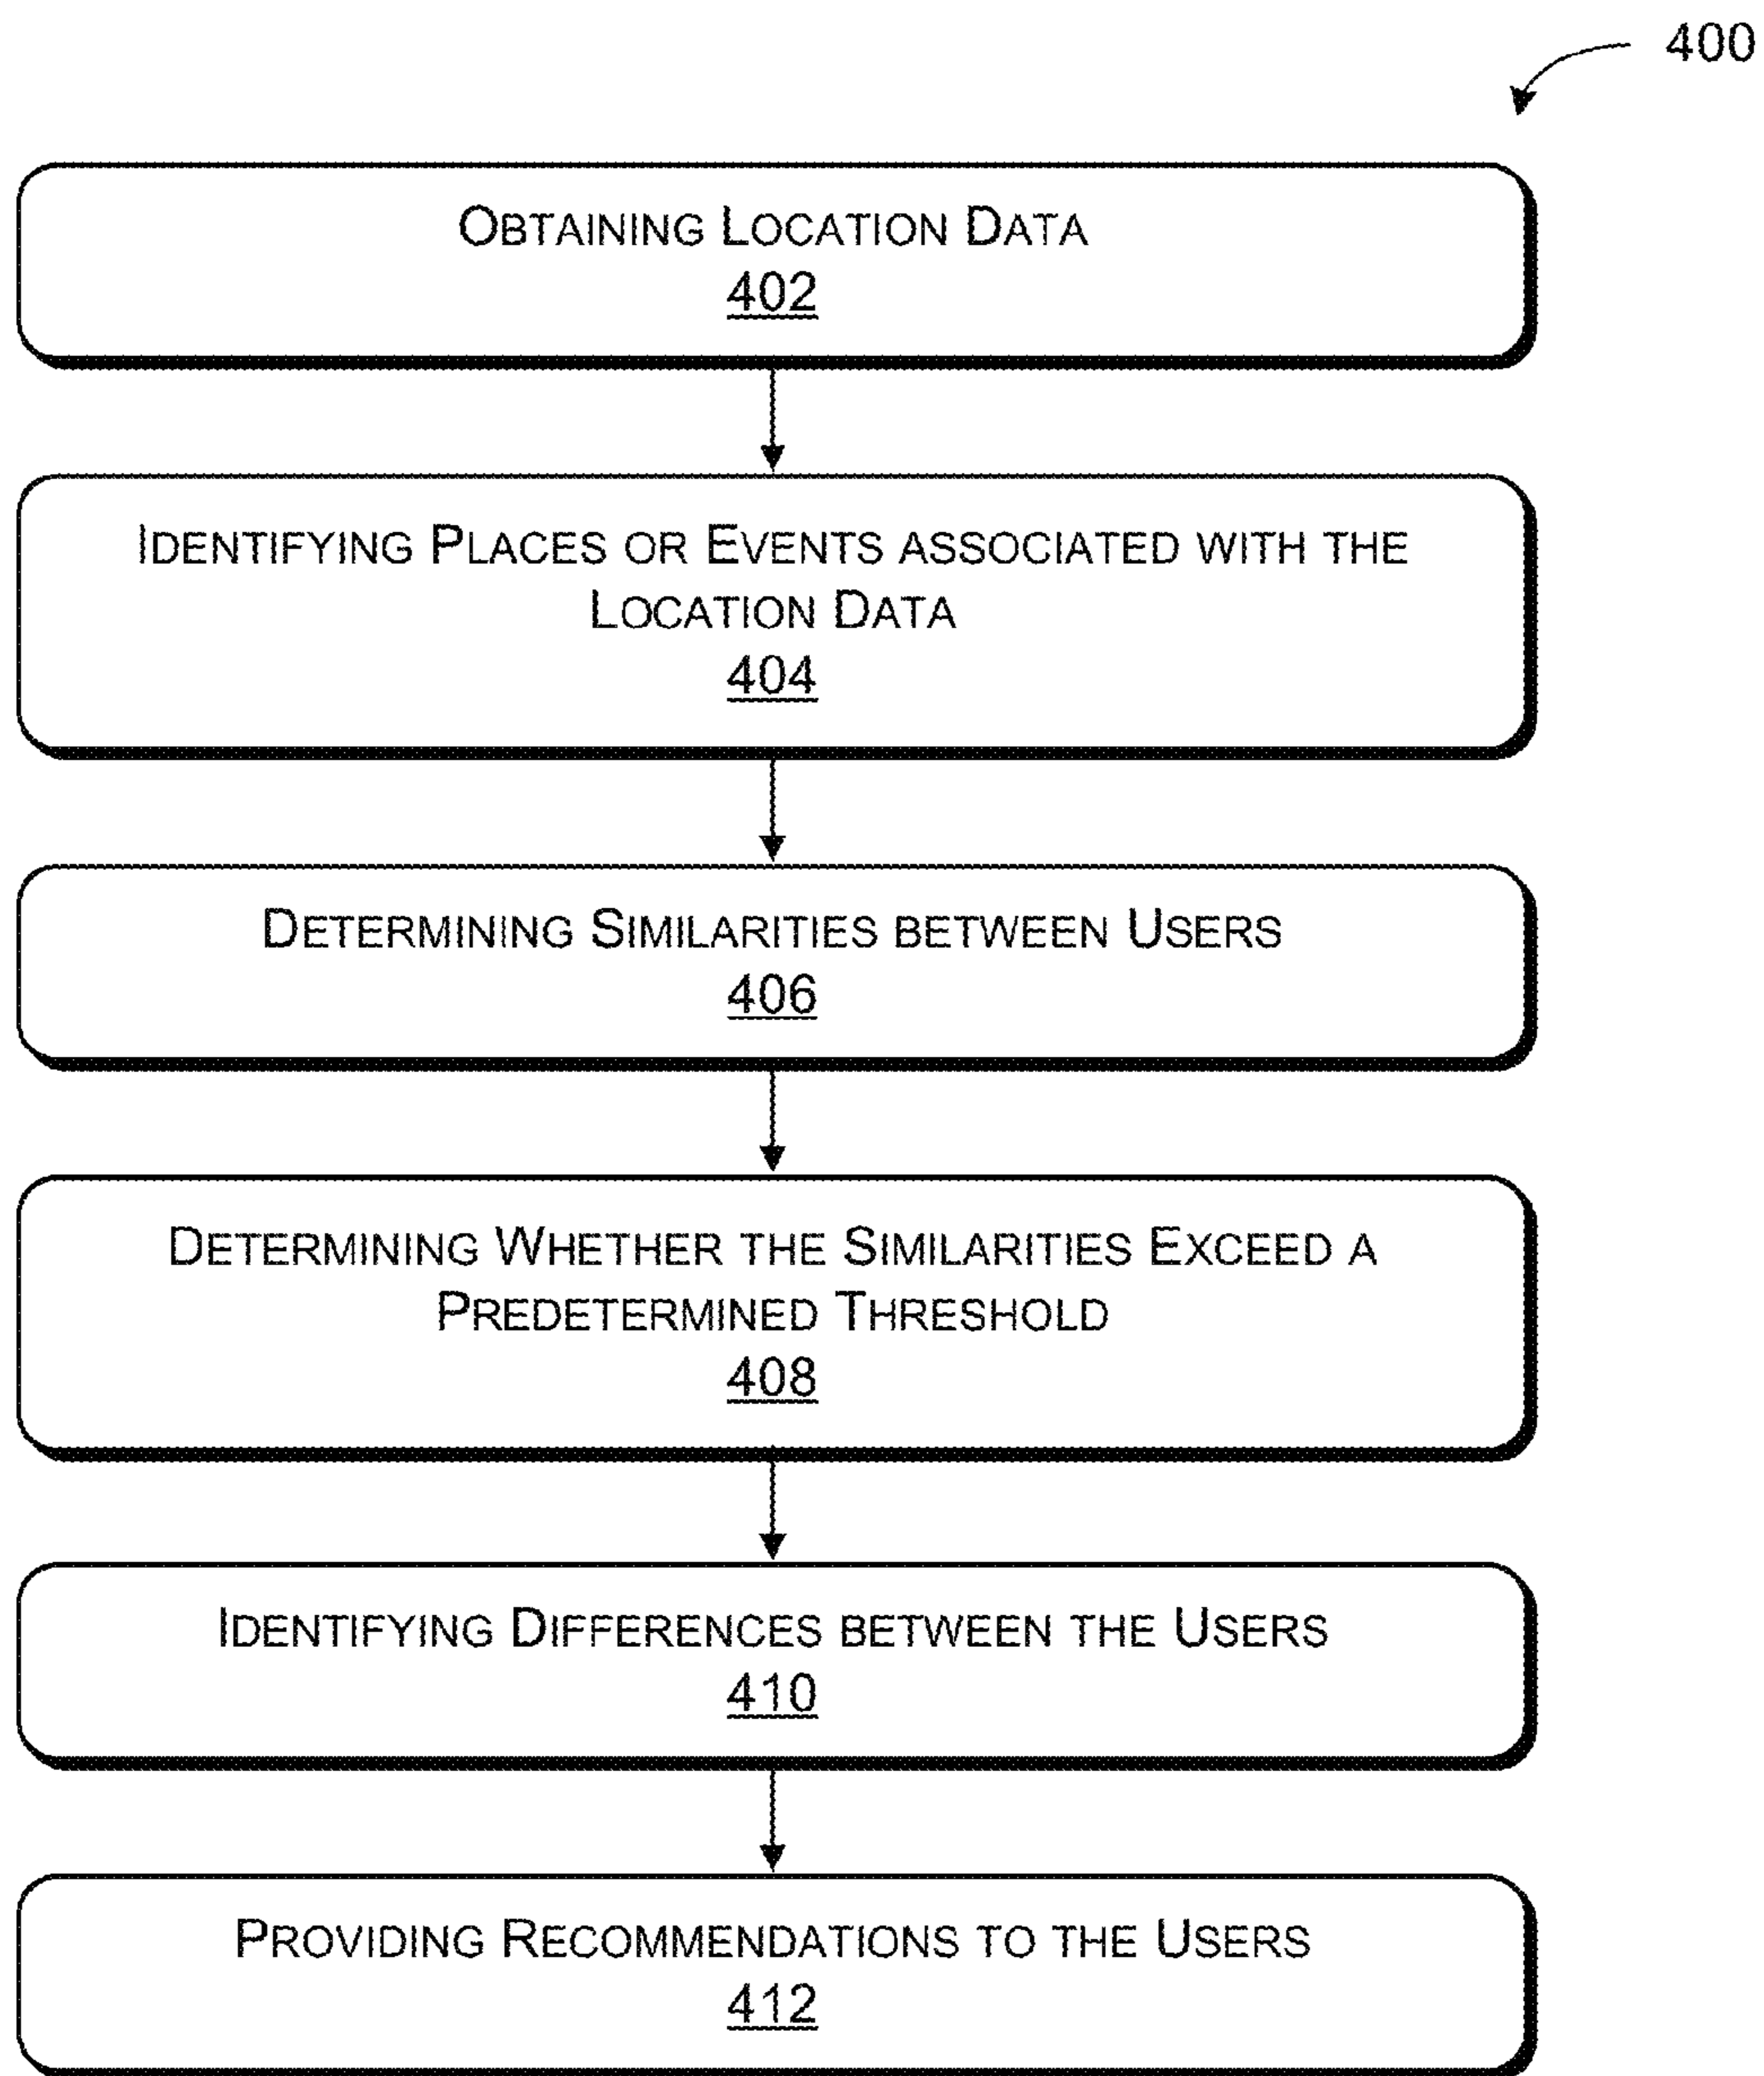 400
OBTAINING LOCATION DATA
402
IDENTIFYING PLACES OR EVENTS ASSOCIATED WITH THE
LOCATION DATA
404
DETERMINING SIMILARITIES BETWEEN USERS
406
DETERMINING WHETHER THE SIMILARITIES EXCEED A
PREDETERMINED THRESHOLD
408
IDENTIFYING DIFFERENCES BETWEEN THE USERS
410
PROVIDING RECOMMENDATIONS TO THE USERS
412